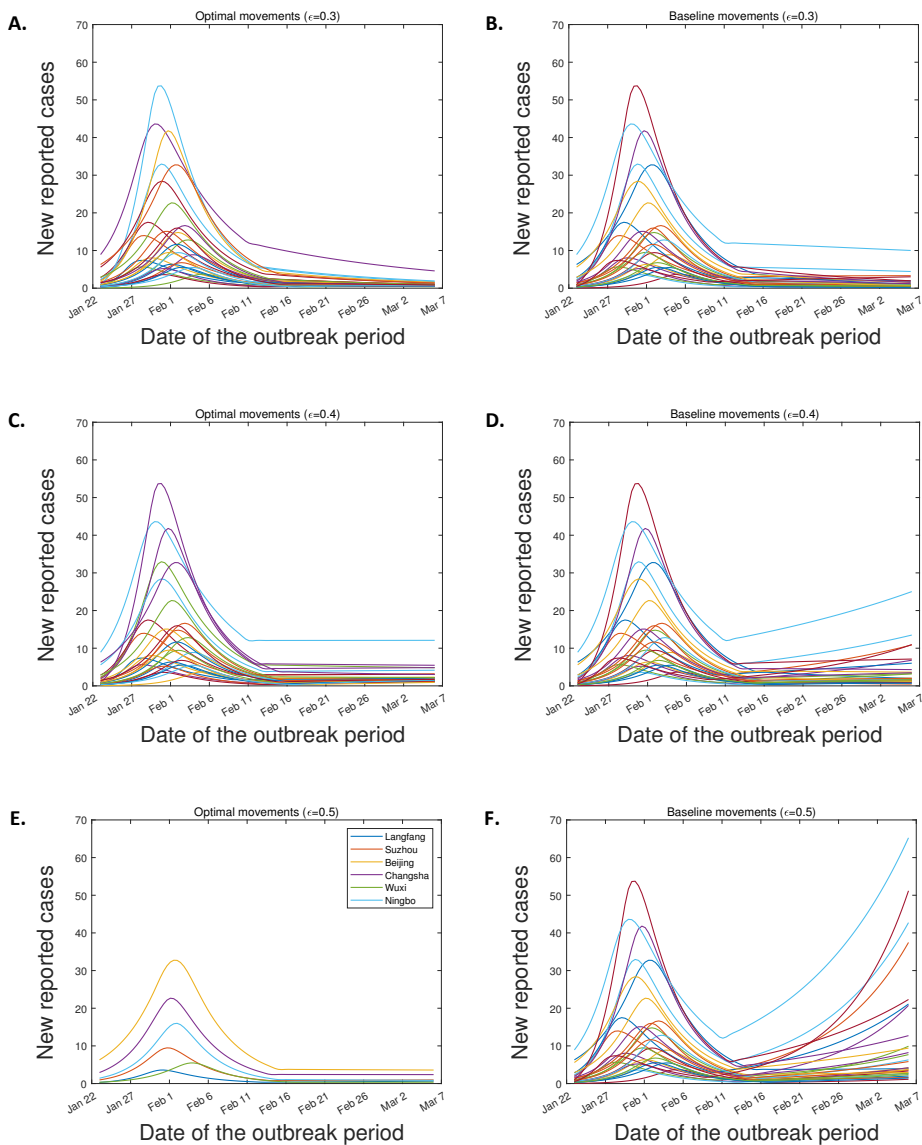 A.
Optimal movements (ϵ=0.3)
New reported cases
70
60
50
40
30
20
10
0
Jan 22
Jan 27
Feb 1
Feb 6
Feb 11
Feb 16
Feb 21
Feb 26
Mar 2
Mar 7
Date of the outbreak period
B.
Baseline movements (ϵ=0.3)
New reported cases
70
60
50
40
30
20
10
0
Jan 22
Jan 27
Feb 1
Feb 6
Feb 11
Feb 16
Feb 21
Feb 26
Mar 2
Mar 7
Date of the outbreak period
C.
Optimal movements (ϵ=0.4)
New reported cases
70
60
50
40
30
20
10
0
Jan 22
Jan 27
Feb 1
Feb 6
Feb 11
Feb 16
Feb 21
Feb 26
Mar 2
Mar 7
Date of the outbreak period
D.
Baseline movements (ϵ=0.4)
New reported cases
70
60
50
40
30
20
10
0
Jan 22
Jan 27
Feb 1
Feb 6
Feb 11
Feb 16
Feb 21
Feb 26
Mar 2
Mar 7
Date of the outbreak period
E.
Optimal movements (ϵ=0.5)
New reported cases
70
60
50
40
30
20
10
0
Langfang
Suzhou
Beijing
Changsha
Wuxi
Ningbo
Jan 22
Jan 27
Feb 1
Feb 6
Feb 11
Feb 16
Feb 21
Feb 26
Mar 2
Mar 7
Date of the outbreak period
F.
Baseline movements (ϵ=0.5)
New reported cases
70
60
50
40
30
20
10
0
Jan 22
Jan 27
Feb 1
Feb 6
Feb 11
Feb 16
Feb 21
Feb 26
Mar 2
Mar 7
Date of the outbreak period